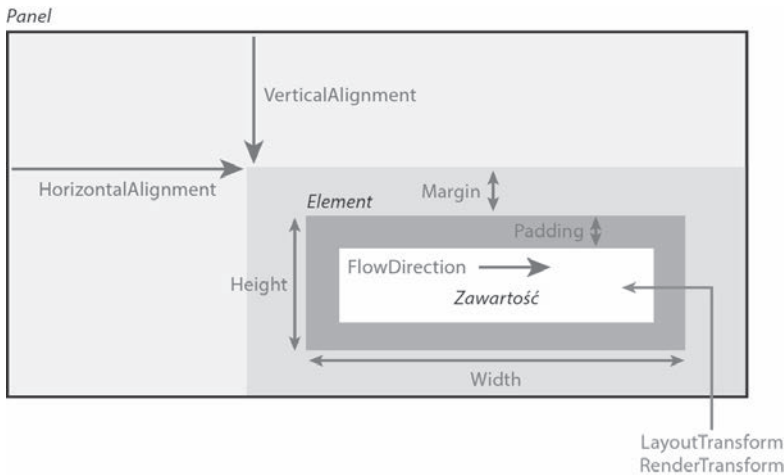 Panel
VerticalAlignment
HorizontalAlignment
Margin
Element
Padding
FlowDirection
Height
Zawartość
Width
LayoutTransform
RenderTransform